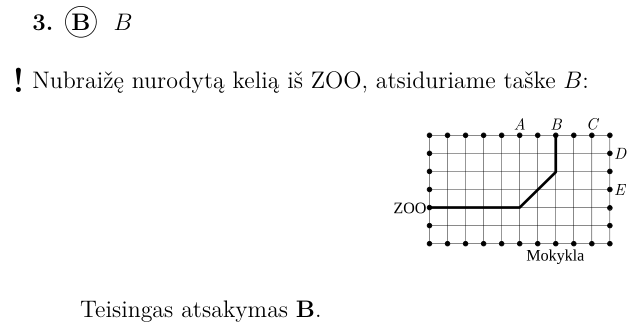 3. B B
! Nubraižę nurodytą kelią iš ZOO, atsiduriame taške B:
A B C
D
E
ZOO
Mokykla
Teisingas atsakymas B.